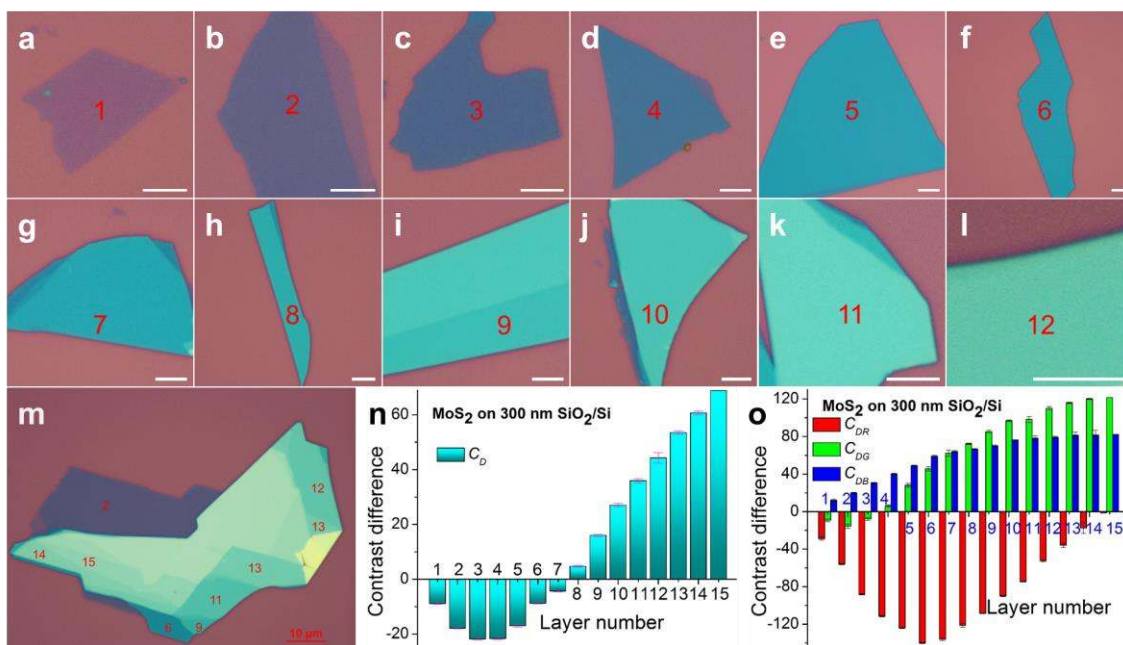 a
1
b
2
c
3
d
4
e
5
f
6
g
7
h
8
i
9
j
10
k
11
l
12
m
2
12
13
14
15
13
11
6
9
10 μm
n
MoS₂ on 300 nm SiO₂/Si
C_D
Contrast difference
60
40
20
0
-20
1 2 3 4 5 6 7 8 9 10 11 12 13 14 15
Layer number
o
MoS₂ on 300 nm SiO₂/Si
C_DR
C_DG
C_DB
Contrast difference
120
80
40
0
-40
-80
-120
1 2 3 4 5 6 7 8 9 10 11 12 13 14 15
Layer number